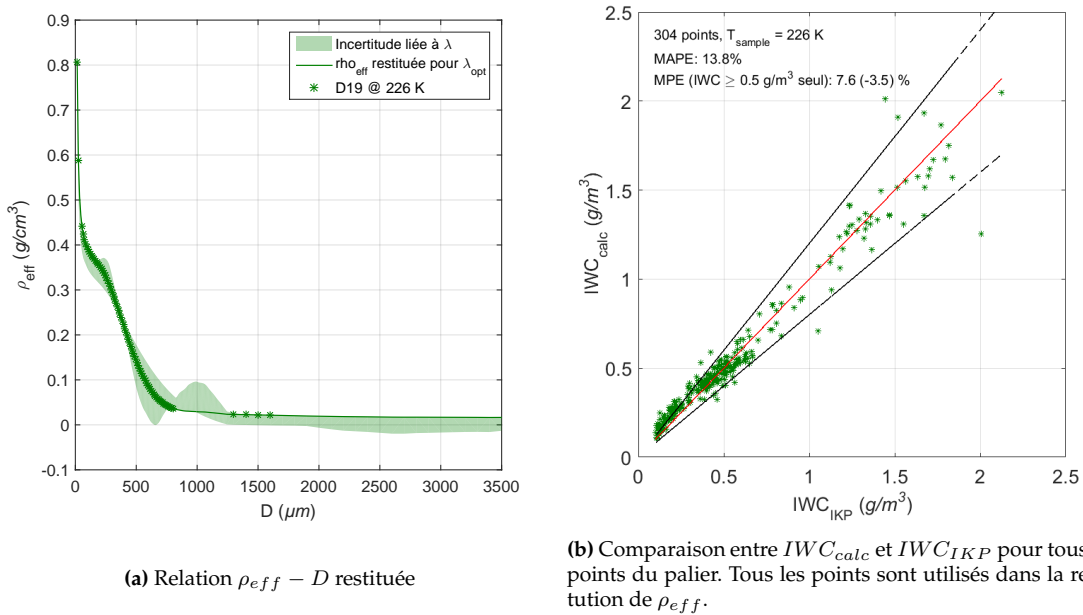 0.9
0.8
0.7
0.6
0.5
0.4
0.3
0.2
0.1
0
-0.1
ρeff (g/cm³)
0 500 1000 1500 2000 2500 3000 3500
D (μm)
Incertitude liée à λ
rhoeff restituée pour λopt
D19 @ 226 K
(a) Relation ρeff − D restituée
304 points, Tsample = 226 K
MAPE: 13.8%
MPE (IWC ≥ 0.5 g/m³ seul): 7.6 (-3.5) %
2.5
2
1.5
1
0.5
0
IWCcalc (g/m³)
0 0.5 1 1.5 2 2.5
IWCIKP (g/m³)
(b) Comparaison entre IWCcalc et IWCIKP pour tous
points du palier. Tous les points sont utilisés dans la re
tution de ρeff.